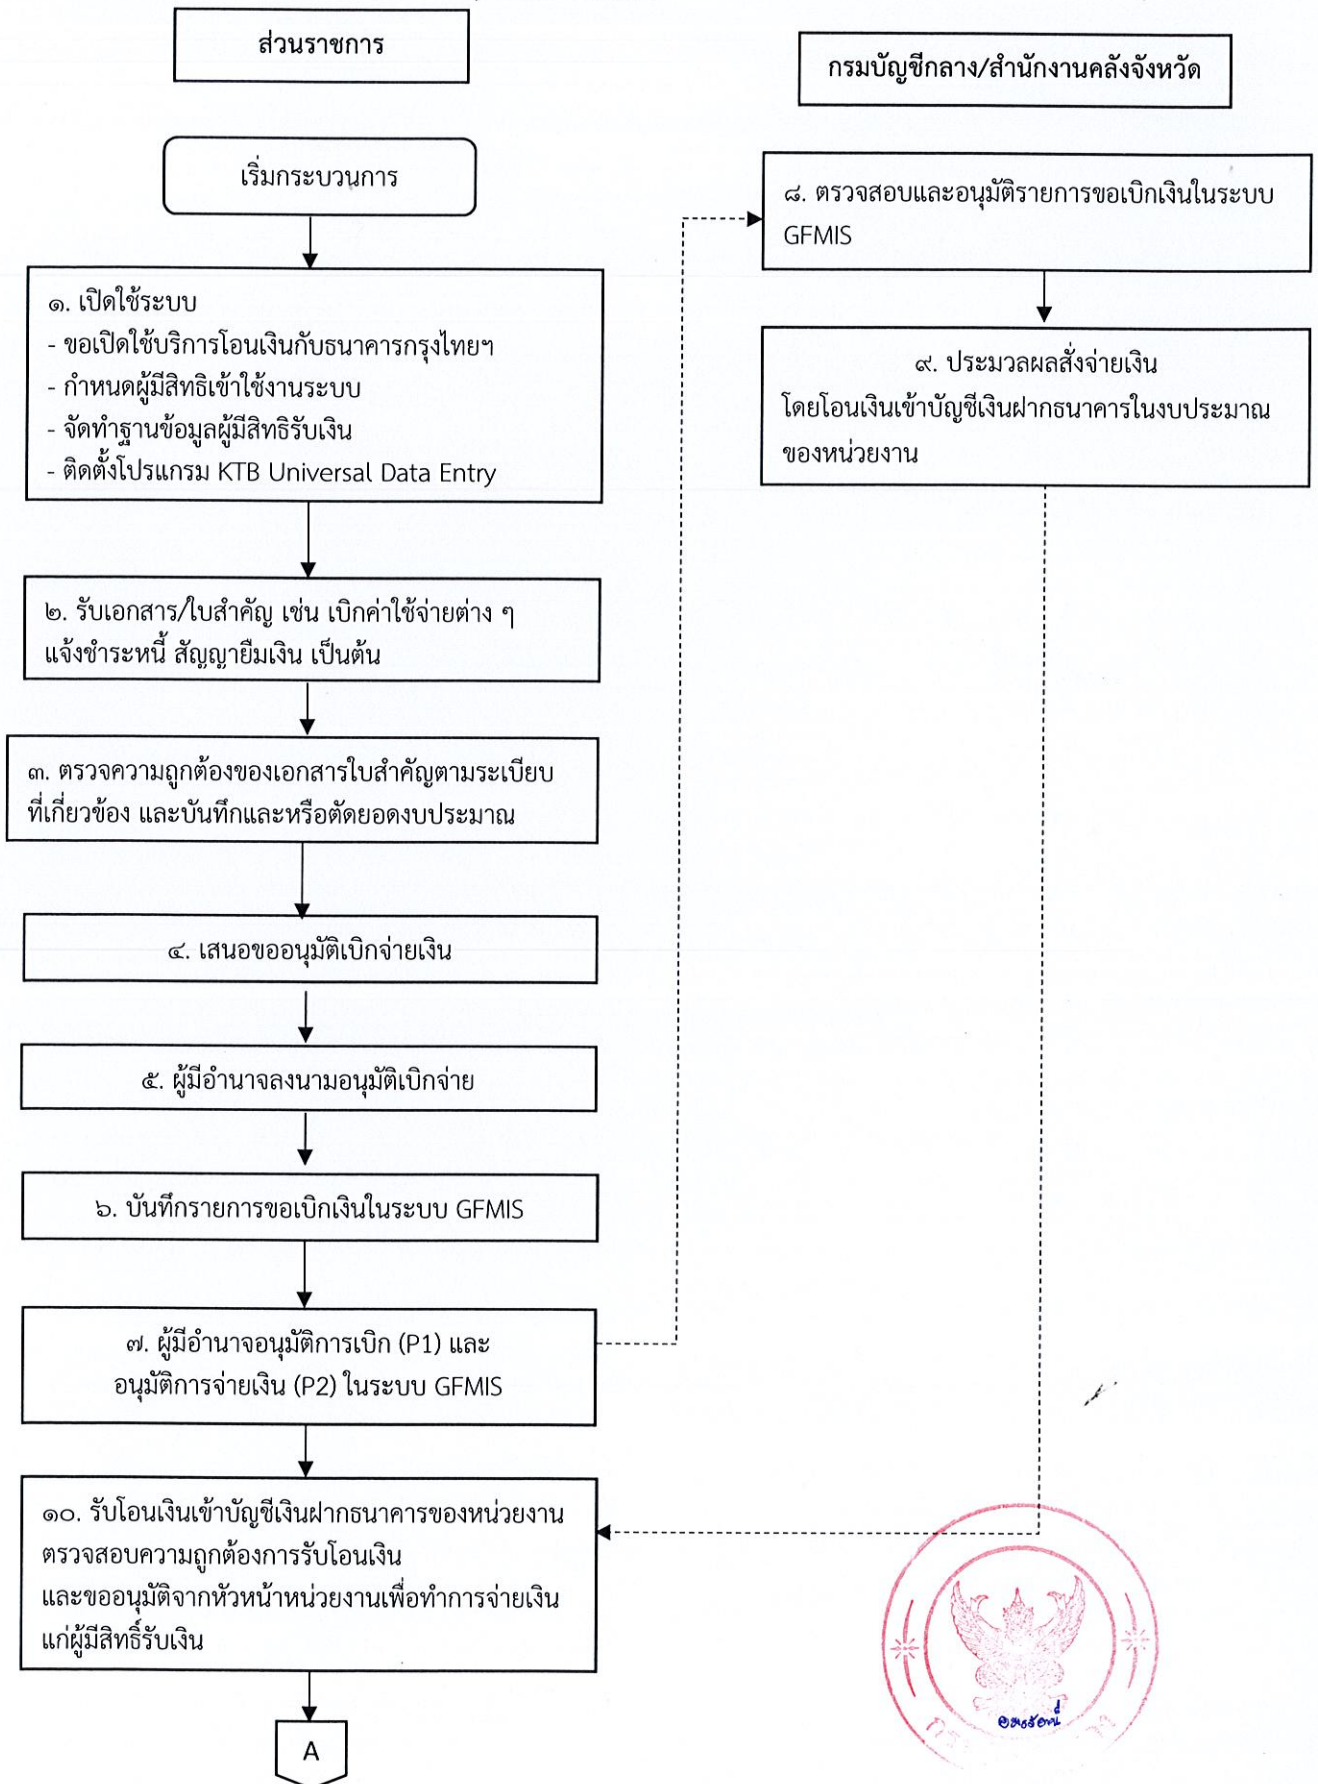 ส่วนราชการ
กรมบัญชีกลาง/สำนักงานคลังจังหวัด
เริ่มกระบวนการ
๑. เปิดใช้ระบบ
- ขอเปิดใช้บริการโอนเงินกับธนาคารกรุงไทยฯ
- กำหนดผู้มีสิทธิเข้าใช้งานระบบ
- จัดทำฐานข้อมูลผู้มีสิทธิรับเงิน
- ติดตั้งโปรแกรม KTB Universal Data Entry
๒. รับเอกสาร/ใบสำคัญ เช่น เบิกค่าใช้จ่ายต่าง ๆ
แจ้งชำระหนี้ สัญญายืมเงิน เป็นต้น
๓. ตรวจความถูกต้องของเอกสารใบสำคัญตามระเบียบ
ที่เกี่ยวข้อง และบันทึกและหรือตัดยอดงบประมาณ
๔. เสนอขออนุมัติเบิกจ่ายเงิน
๕. ผู้มีอำนาจลงนามอนุมัติเบิกจ่าย
๖. บันทึกรายการขอเบิกเงินในระบบ GFMIS
๗. ผู้มีอำนาจอนุมัติการเบิก (P1) และ
อนุมัติการจ่ายเงิน (P2) ในระบบ GFMIS
๘. ตรวจสอบและอนุมัติรายการขอเบิกเงินในระบบ
GFMIS
๙. ประมวลผลสั่งจ่ายเงิน
โดยโอนเงินเข้าบัญชีเงินฝากธนาคารในงบประมาณ
ของหน่วยงาน
๑๐. รับโอนเงินเข้าบัญชีเงินฝากธนาคารของหน่วยงาน
ตรวจสอบความถูกต้องการรับโอนเงิน
และขออนุมัติจากหัวหน้าหน่วยงานเพื่อทำการจ่ายเงิน
แก่ผู้มีสิทธิ์รับเงิน
A